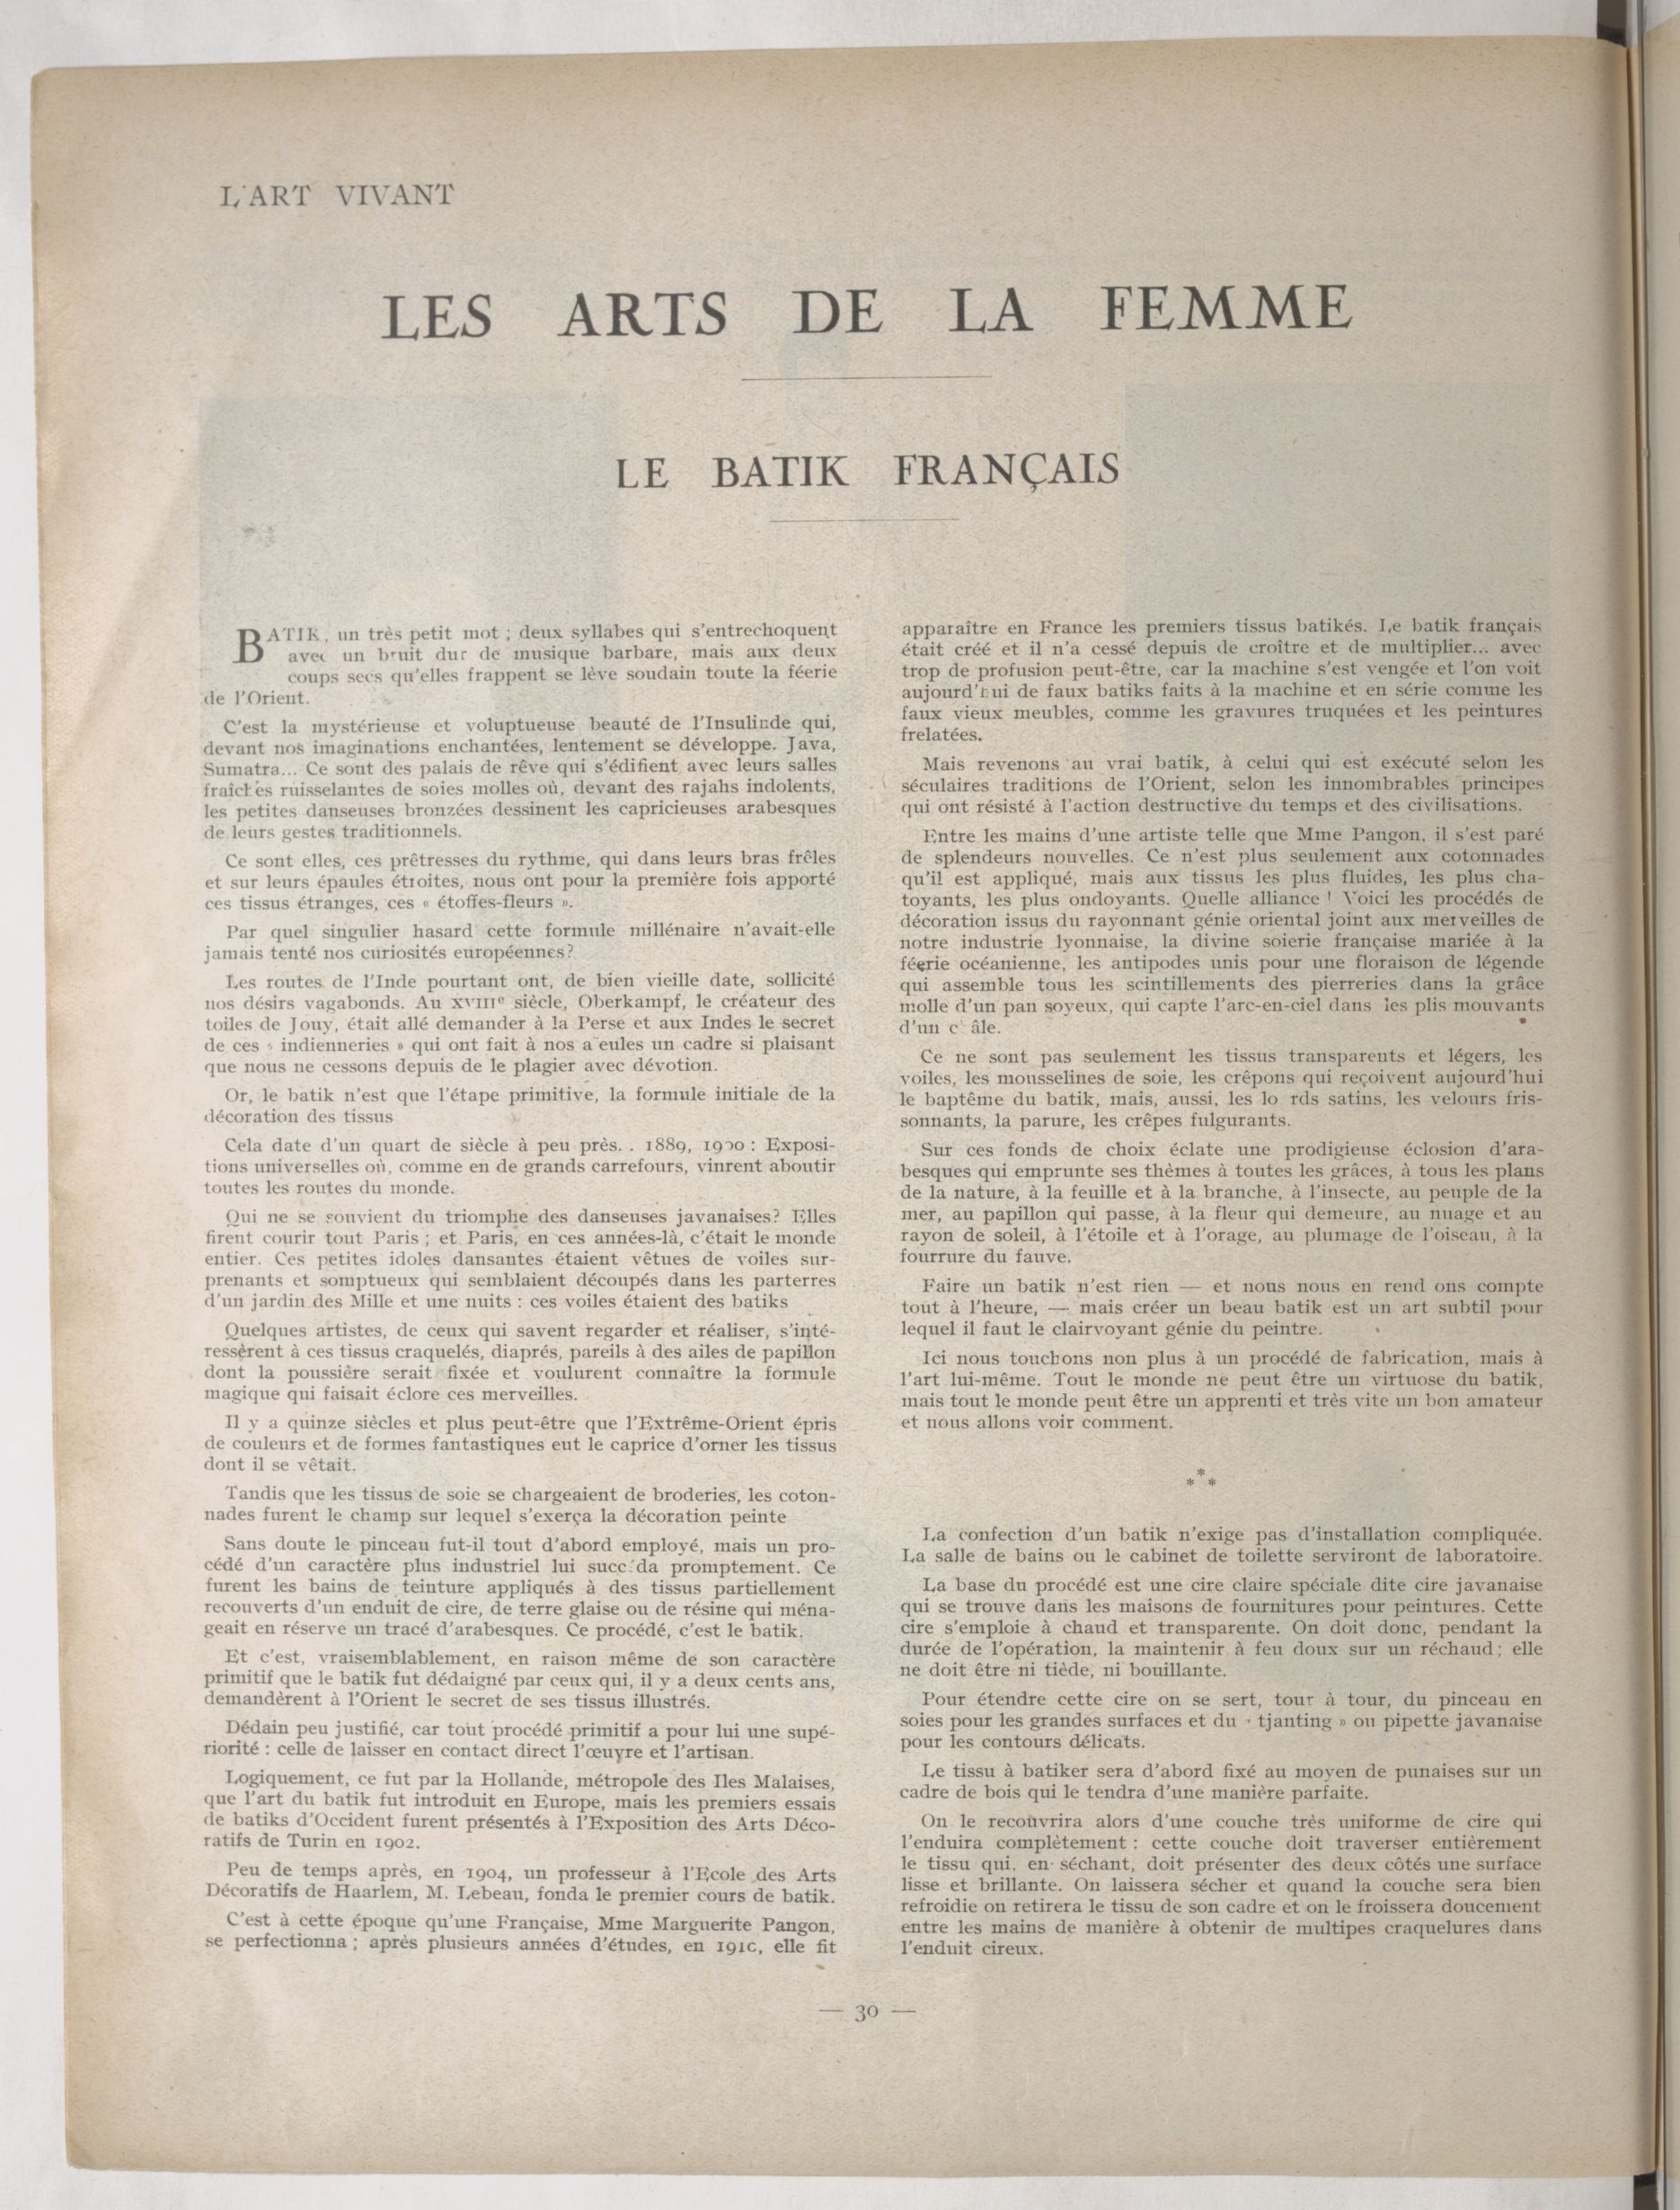 L'ART VIVANT
LES ARTS DE LA FEMME
LE BATIK FRANÇAIS
BATIK, un très petit mot ; deux syllabes qui s'entrechoquent
avec un bruit dur de musique barbare, mais aux deux
coups secs qu'elles frappent se lève soudain toute la féerie
de l'Orient.
C'est la mystérieuse et voluptueuse beauté de l'Insulinde qui,
devant nos imaginations enchantées, lentement se développe. Java,
Sumatra... Ce sont des palais de rêve qui s'édifient avec leurs salles
fraîches ruisselantes de soies molles où, devant des rajahs indolents,
les petites danseuses bronzées dessinent les capricieuses arabesques
de leurs gestes traditionnels.
Ce sont elles, ces prêtresses du rythme, qui dans leurs bras frêles
et sur leurs épaules étroites, nous ont pour la première fois apporté
ces tissus étranges, ces « étoffes-fleurs ».
Par quel singulier hasard cette formule millénaire n'avait-elle
jamais tenté nos curiosités européennes?
Les routes de l'Inde pourtant ont, de bien vieille date, sollicité
nos désirs vagabonds. Au XVIIIe siècle, Oberkampf, le créateur des
toiles de Jouy, était allé demander à la Perse et aux Indes le secret
de ces « indienneries » qui ont fait à nos aïeules un cadre si plaisant
que nous ne cessons depuis de le plagier avec dévotion.
Or, le batik n'est que l'étape primitive, la formule initiale de la
décoration des tissus
Cela date d'un quart de siècle à peu près. . 1889, 1900 : Exposi-
tions universelles où, comme en de grands carrefours, vinrent aboutir
toutes les routes du monde.
Qui ne se souvient du triomphe des danseuses javanaises? Elles
firent courir tout Paris ; et Paris, en ces années-là, c'était le monde
entier. Ces petites idoles dansantes étaient vêtues de voiles sur-
prenants et somptueux qui semblaient découpés dans les parterres
d'un jardin des Mille et une nuits : ces voiles étaient des batiks
Quelques artistes, de ceux qui savent regarder et réaliser, s'inté-
ressèrent à ces tissus craquelés, diaprés, pareils à des ailes de papillon
dont la poussière serait fixée et voulurent connaître la formule
magique qui faisait éclore ces merveilles.
Il y a quinze siècles et plus peut-être que l'Extrême-Orient épris
de couleurs et de formes fantastiques eut le caprice d'orner les tissus
dont il se vêtait.
Tandis que les tissus de soie se chargeaient de broderies, les coton-
nades furent le champ sur lequel s'exerça la décoration peinte
Sans doute le pinceau fut-il tout d'abord employé, mais un pro-
cédé d'un caractère plus industriel lui succéda promptement. Ce
furent les bains de teinture appliqués à des tissus partiellement
recouverts d'un enduit de cire, de terre glaise ou de résine qui ména-
geait en réserve un tracé d'arabesques. Ce procédé, c'est le batik.
Et c'est, vraisemblablement, en raison même de son caractère
primitif que le batik fut dédaigné par ceux qui, il y a deux cents ans,
demandèrent à l'Orient le secret de ses tissus illustrés.
Dédain peu justifié, car tout procédé primitif a pour lui une supé-
riorité : celle de laisser en contact direct l'œuvre et l'artisan.
Logiquement, ce fut par la Hollande, métropole des Iles Malaises,
que l'art du batik fut introduit en Europe, mais les premiers essais
de batiks d'Occident furent présentés à l'Exposition des Arts Déco-
ratifs de Turin en 1902.
Peu de temps après, en 1904, un professeur à l'Ecole des Arts
Décoratifs de Haarlem, M. Lebeau, fonda le premier cours de batik.
C'est à cette époque qu'une Française, Mme Marguerite Pangon,
se perfectionna ; après plusieurs années d'études, en 1910, elle fit
apparaître en France les premiers tissus batikés. Le batik français
était créé et il n'a cessé depuis de croître et de multiplier... avec
trop de profusion peut-être, car la machine s'est vengée et l'on voit
aujourd'hui de faux batiks faits à la machine et en série comme les
faux vieux meubles, comme les gravures truquées et les peintures
frelatées.
Mais revenons au vrai batik, à celui qui est exécuté selon les
séculaires traditions de l'Orient, selon les innombrables principes
qui ont résisté à l'action destructive du temps et des civilisations.
Entre les mains d'une artiste telle que Mme Pangon, il s'est paré
de splendeurs nouvelles. Ce n'est plus seulement aux cotonnades
qu'il est appliqué, mais aux tissus les plus fluides, les plus cha-
toyants, les plus ondoyants. Quelle alliance ! Voici les procédés de
décoration issus du rayonnant génie oriental joint aux merveilles de
notre industrie lyonnaise, la divine soierie française mariée à la
féerie océanienne, les antipodes unis pour une floraison de légende
qui assemble tous les scintillements des pierreries dans la grâce
molle d'un pan soyeux, qui capte l'arc-en-ciel dans les plis mouvants
d'un châle.
Ce ne sont pas seulement les tissus transparents et légers, les
voiles, les mousselines de soie, les crêpons qui reçoivent aujourd'hui
le baptême du batik, mais, aussi, les lourds satins, les velours fris-
sonnants, la parure, les crêpes fulgurants.
Sur ces fonds de choix éclate une prodigieuse éclosion d'ara-
besques qui emprunte ses thèmes à toutes les grâces, à tous les plans
de la nature, à la feuille et à la branche, à l'insecte, au peuple de la
mer, au papillon qui passe, à la fleur qui demeure, au nuage et au
rayon de soleil, à l'étoile et à l'orage, au plumage de l'oiseau, à la
fourrure du fauve.
Faire un batik n'est rien — et nous nous en rend ons compte
tout à l'heure, — mais créer un beau batik est un art subtil pour
lequel il faut le clairvoyant génie du peintre.
Ici nous touchons non plus à un procédé de fabrication, mais à
l'art lui-même. Tout le monde ne peut être un virtuose du batik,
mais tout le monde peut être un apprenti et très vite un bon amateur
et nous allons voir comment.
***
La confection d'un batik n'exige pas d'installation compliquée.
La salle de bains ou le cabinet de toilette serviront de laboratoire.
La base du procédé est une cire claire spéciale dite cire javanaise
qui se trouve dans les maisons de fournitures pour peintures. Cette
cire s'emploie à chaud et transparente. On doit donc, pendant la
durée de l'opération, la maintenir à feu doux sur un réchaud ; elle
ne doit être ni tiède, ni bouillante.
Pour étendre cette cire on se sert, tour à tour, du pinceau en
soies pour les grandes surfaces et du « tjanting » ou pipette javanaise
pour les contours délicats.
Le tissu à batiker sera d'abord fixé au moyen de punaises sur un
cadre de bois qui le tendra d'une manière parfaite.
On le recouvrira alors d'une couche très uniforme de cire qui
l'enduira complètement : cette couche doit traverser entièrement
le tissu qui, en séchant, doit présenter des deux côtés une surface
lisse et brillante. On laissera sécher et quand la couche sera bien
refroidie on retirera le tissu de son cadre et on le froissera doucement
entre les mains de manière à obtenir de multipes craquelures dans
l'enduit cireux.
— 30 —